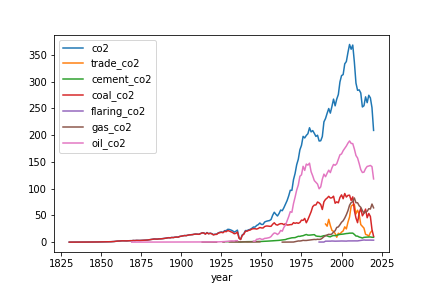 co2
trade_co2
cement_co2
coal_co2
flaring_co2
gas_co2
oil_co2
350
300
250
200
150
100
50
0
1825 1850 1875 1900 1925 1950 1975 2000 2025
year